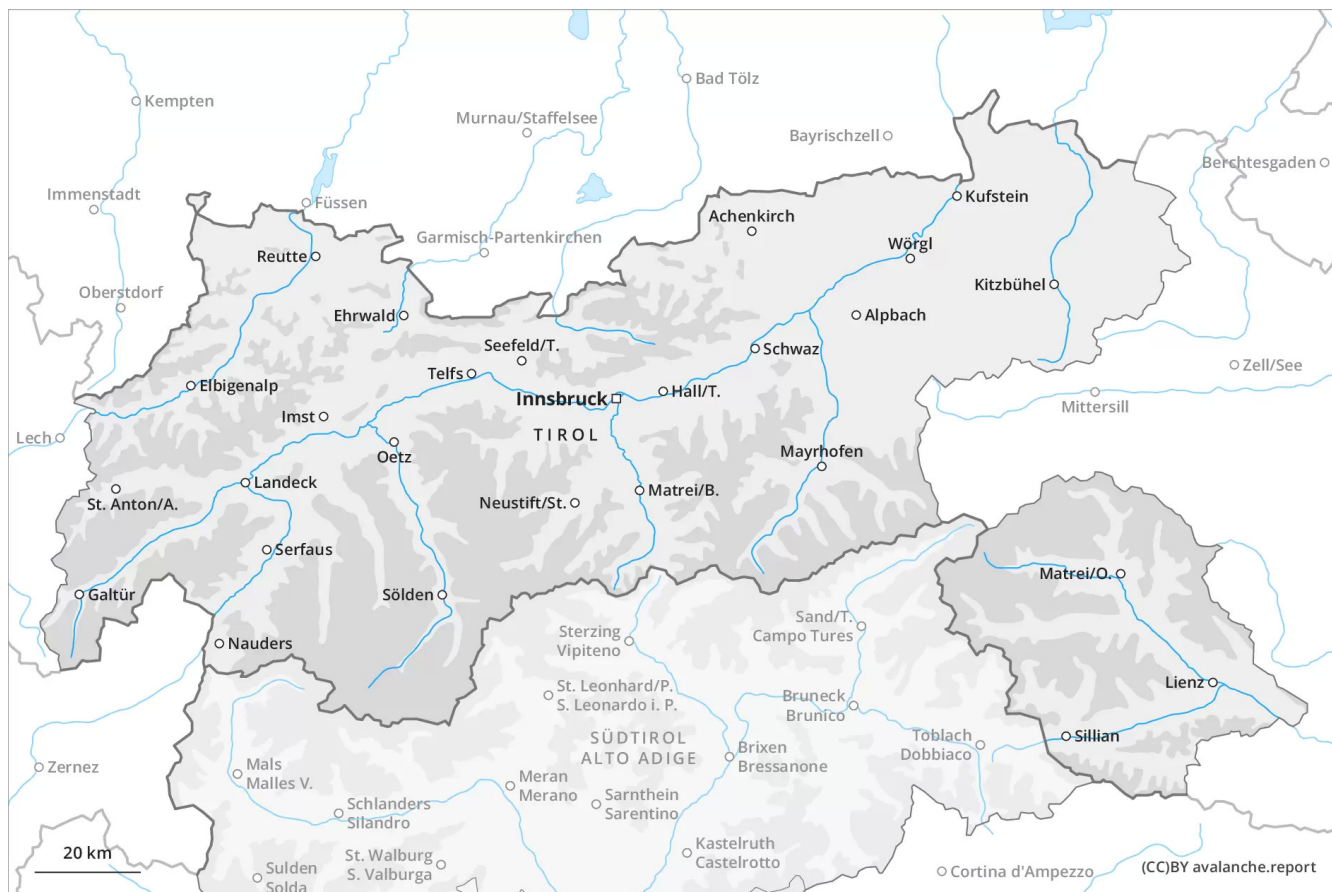 Bad Tölz
Kempten
Murnau/Staffelsee
Bayrischzell
Berchtesgaden
Immenstadt
Füssen
Kufstein
Achenkirch
Garmisch-Partenkirchen
Wörgl
Reutte
Kitzbühel
Oberstdorf
Ehrwald
Alpbach
Seefeld/T.
Schwaz
Zell/See
Telfs
Elbigenalp
Hall/T.
Innsbruck
Mittersill
Imst
TIROL
Lech
Oetz
Mayrhofen
Landeck
Matrei/B.
St. Anton/A.
Neustift/St.
Serfaus
Matrei/O.
Galtür
Sölden
Sand/T.
Campo Tures
Sterzing
Vipiteno
Nauders
Lienz
St. Leonhard/P.
S. Leonardo i. P.
Bruneck
Brunico
Sillian
Toblach
Dobbiaco
SÜDTIROL
ALTO ADIGE
Brixen
Bressanone
Zernez
Mals
Malles V.
Meran
Merano
Sarnthein
Sarentino
Schlanders
Silandro
Kastelruth
Castelrotto
20 km
St. Walburg
S. Valburga
Sulden
Solda
Cortina d'Ampezzo
(CC)BY avalanche.report